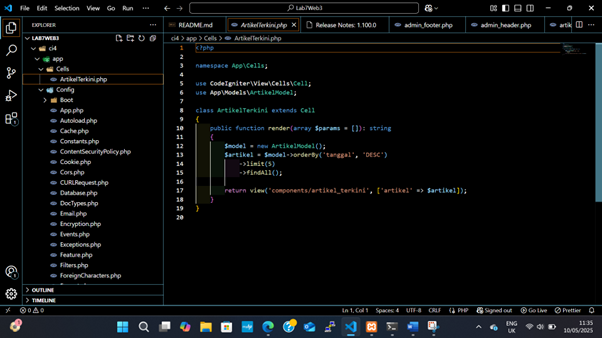 File Edit Selection View Go Run ···
Lab7Web3
EXPLORER ···
README.md
ArtikelTerkini.php
Release Notes: 1.100.0
admin_footer.php
admin_header.php
LAB7WEB3
ci4 > app > Cells > ArtikelTerkini.php
ci4
app
Cells
ArtikelTerkini.php
Config
Boot
App.php
Autoload.php
Cache.php
Constants.php
ContentSecurityPolicy.php
Cookie.php
Cors.php
CURLRequest.php
Database.php
DocTypes.php
Email.php
Encryption.php
Events.php
Exceptions.php
Feature.php
Filters.php
ForeignCharacters.php
OUTLINE
TIMELINE
1 <?php
2
3 namespace App\Cells;
4
5 use CodeIgniter\View\Cells\Cell;
6 use App\Models\ArtikelModel;
7
8 class ArtikelTerkini extends Cell
9 {
10 public function render(array $params = []): string
11 {
12 $model = new ArtikelModel();
13 $artikel = $model->orderBy('tanggal', 'DESC')
14 ->limit(5)
15 ->findAll();
16
17 return view('components/artikel_terkini', ['artikel' => $artikel]);
18 }
19 }
20
0 0 Ln 1, Col 1 Spaces: 4 UTF-8 CRLF PHP Signed out Go Live Prettier
ENG
UK
11:35
10/05/2025